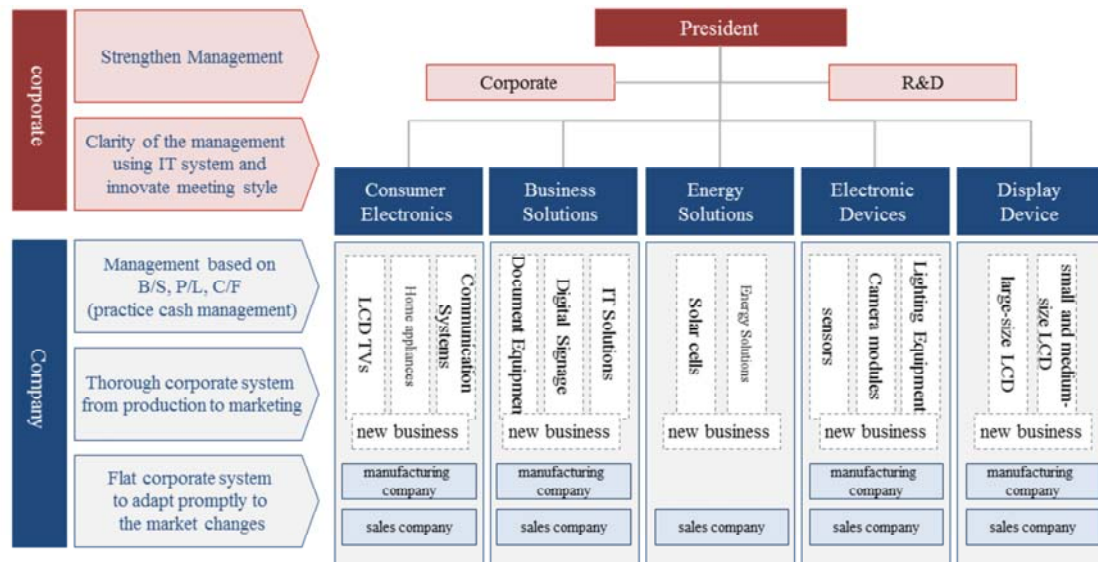 corporate
Strengthen Management
Clarity of the management
using IT system and
innovate meeting style
Company
Management based on
B/S, P/L, C/F
(practice cash management)
Thorough corporate system
from production to marketing
Flat corporate system
to adapt promptly to
the market changes
President
Corporate
R&D
Consumer
Electronics
LCD TVs
Home appliances
Communication
Systems
new business
manufacturing
company
sales company
Business
Solutions
Document Equipmen
Digital Signage
IT Solutions
new business
manufacturing
company
sales company
Energy
Solutions
Solar cells
Energy Solutions
new business
sales company
Electronic
Devices
sensors
Camera modules
Lighting Equipment
new business
manufacturing
company
sales company
Display
Device
large-size LCD
small and medium-
size LCD
new business
manufacturing
company
sales company